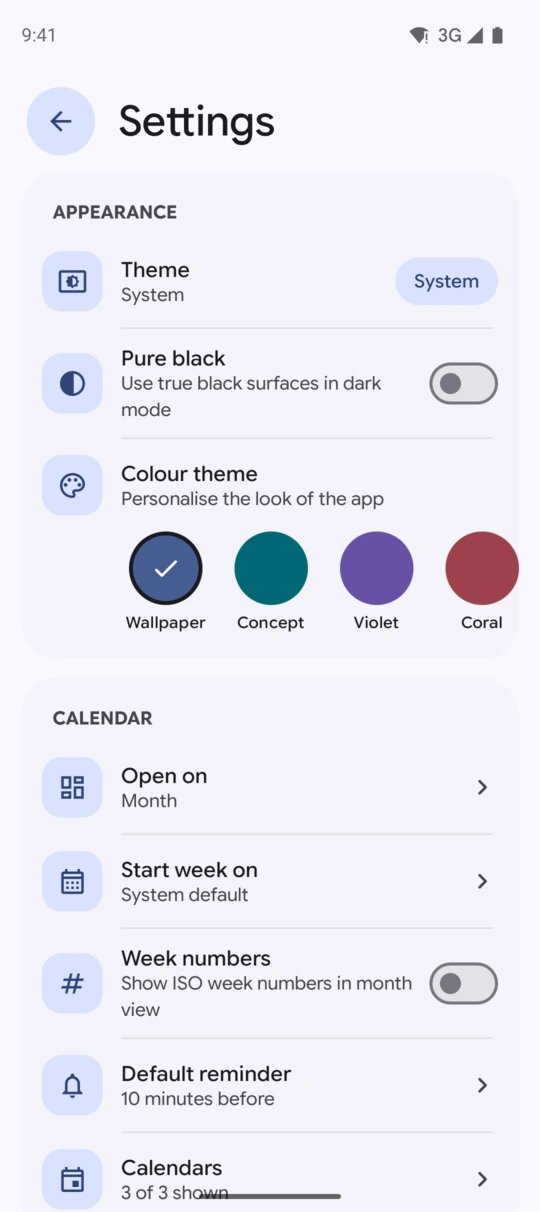 9:41
3G
Settings
APPEARANCE
Theme
System
System
Pure black
Use true black surfaces in dark
mode
Colour theme
Personalise the look of the app
Wallpaper
Concept
Violet
Coral
CALENDAR
Open on
Month
Start week on
System default
Week numbers
Show ISO week numbers in month
view
Default reminder
10 minutes before
Calendars
3 of 3 shown